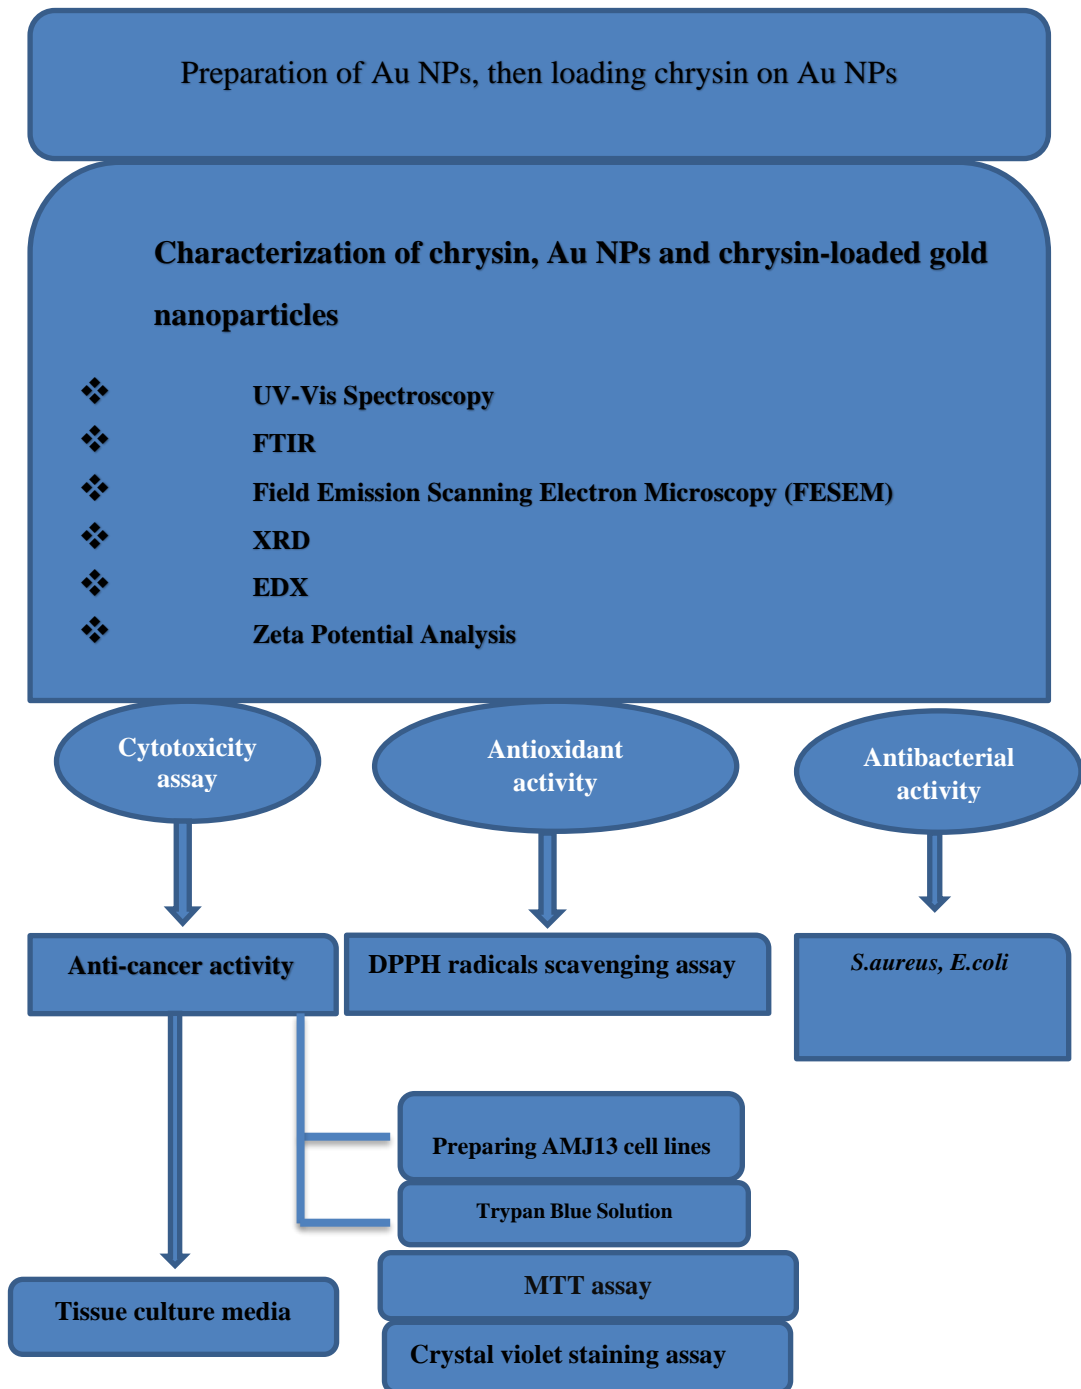 Preparation of Au NPs, then loading chrysin on Au NPs
Characterization of chrysin, Au NPs and chrysin-loaded gold
nanoparticles
❖ UV-Vis Spectroscopy
❖ FTIR
❖ Field Emission Scanning Electron Microscopy (FESEM)
❖ XRD
❖ EDX
❖ Zeta Potential Analysis
Cytotoxicity
assay
Antioxidant
activity
Antibacterial
activity
Anti-cancer activity
DPPH radicals scavenging assay
S.aureus, E.coli
Preparing AMJ13 cell lines
Trypan Blue Solution
MTT assay
Tissue culture media
Crystal violet staining assay